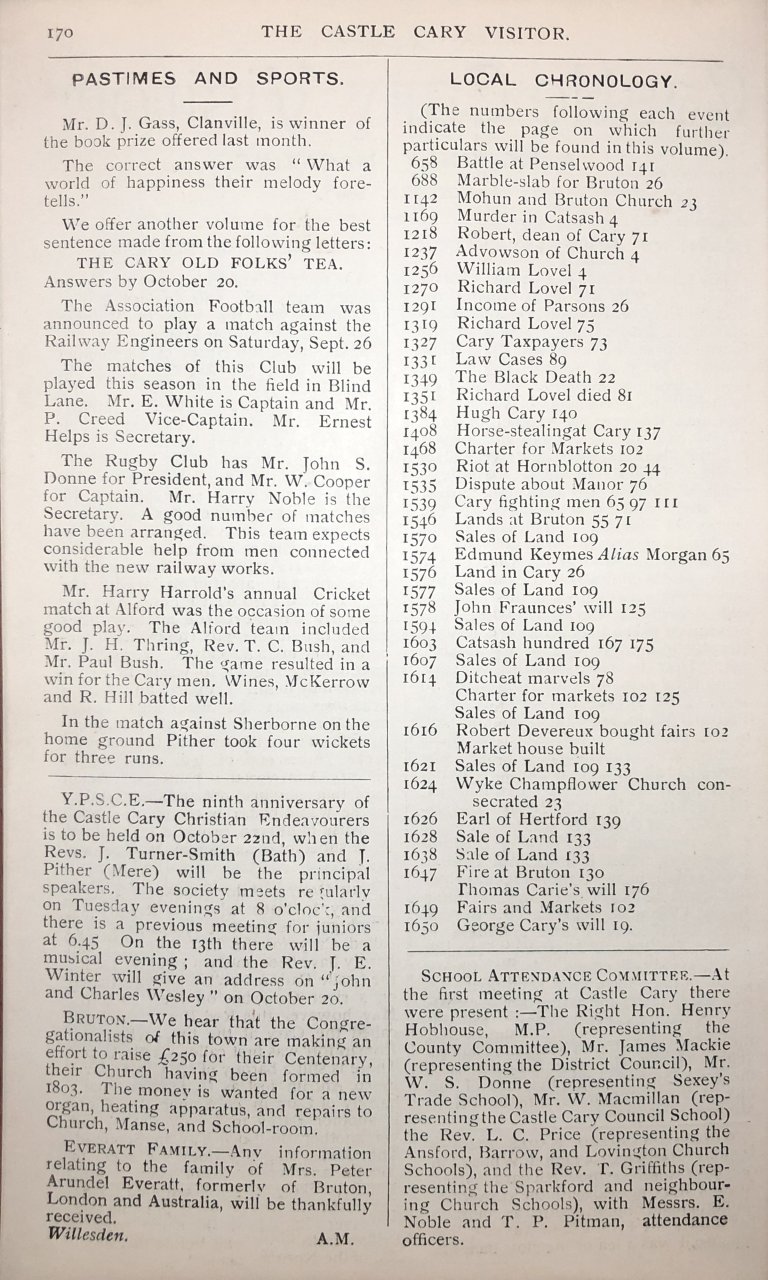 170
THE CASTLE CARY VISITOR.
PASTIMES AND SPORTS.
Mr. D. J. Gass, Clanville, is winner of
the book prize offered last month.
The correct answer was "What a
world of happiness their melody fore-
tells."
We offer another volume for the best
sentence made from the following letters:
THE CARY OLD FOLKS' TEA.
Answers by October 20.
The Association Football team was
announced to play a match against the
Railway Engineers on Saturday, Sept. 26
The matches of this Club will be
played this season in the field in Blind
Lane. Mr. E. White is Captain and Mr.
P. Creed Vice-Captain. Mr. Ernest
Helps is Secretary.
The Rugby Club has Mr. John S.
Donne for President, and Mr. W. Cooper
for Captain. Mr. Harry Noble is the
Secretary. A good number of matches
have been arranged. This team expects
considerable help from men connected
with the new railway works.
Mr. Harry Harrold's annual Cricket
match at Alford was the occasion of some
good play. The Alford team included
Mr. J. H. Thring, Rev. T. C. Bush, and
Mr. Paul Bush. The game resulted in a
win for the Cary men. Wines, McKerrow
and R. Hill batted well.
In the match against Sherborne on the
home ground Pither took four wickets
for three runs.
Y.P.S.C.E.—The ninth anniversary of
the Castle Cary Christian Endeavourers
is to be held on October 22nd, when the
Revs. J. Turner-Smith (Bath) and J.
Pither (Mere) will be the principal
speakers. The society meets regularly
on Tuesday evenings at 8 o'clock, and
there is a previous meeting for juniors
at 6.45 On the 13th there will be a
musical evening; and the Rev. J. E.
Winter will give an address on "John
and Charles Wesley" on October 20.
BRUTON.—We hear that the Congre-
gationalists of this town are making an
effort to raise £250 for their Centenary,
their Church having been formed in
1803. The money is wanted for a new
organ, heating apparatus, and repairs to
Church, Manse, and School-room.
EVERATT FAMILY.—Any information
relating to the family of Mrs. Peter
Arundel Everatt, formerly of Bruton,
London and Australia, will be thankfully
received.
Willesden. A.M.
LOCAL CHRONOLOGY.
(The numbers following each event
indicate the page on which further
particulars will be found in this volume).
658 Battle at Penselwood 141
688 Marble-slab for Bruton 26
1142 Mohun and Bruton Church 23
1169 Murder in Catsash 4
1218 Robert, dean of Cary 71
1237 Advowson of Church 4
1256 William Lovel 4
1270 Richard Lovel 71
1291 Income of Parsons 26
1319 Richard Lovel 75
1327 Cary Taxpayers 73
1331 Law Cases 89
1349 The Black Death 22
1351 Richard Lovel died 81
1384 Hugh Cary 140
1408 Horse-stealingat Cary 137
1468 Charter for Markets 102
1530 Riot at Hornblotton 20 44
1535 Dispute about Manor 76
1539 Cary fighting men 65 97 111
1546 Lands at Bruton 55 71
1570 Sales of Land 109
1574 Edmund Keymes Alias Morgan 65
1576 Land in Cary 26
1577 Sales of Land 109
1578 John Fraunces' will 125
1594 Sales of Land 109
1603 Catsash hundred 167 175
1607 Sales of Land 109
1614 Ditcheat marvels 78
Charter for markets 102 125
Sales of Land 109
1616 Robert Devereux bought fairs 102
Market house built
1621 Sales of Land 109 133
1624 Wyke Champflower Church con-
secrated 23
1626 Earl of Hertford 139
1628 Sale of Land 133
1638 Sale of Land 133
1647 Fire at Bruton 130
Thomas Carie's will 176
1649 Fairs and Markets 102
1650 George Cary's will 19.
SCHOOL ATTENDANCE COMMITTEE.—At
the first meeting at Castle Cary there
were present :—The Right Hon. Henry
Hobhouse, M.P. (representing the
County Committee), Mr. James Mackie
(representing the District Council), Mr.
W. S. Donne (representing Sexey's
Trade School), Mr. W. Macmillan (rep-
resenting the Castle Cary Council School)
the Rev. L. C. Price (representing the
Ansford, Barrow, and Lovington Church
Schools), and the Rev. T. Griffiths (rep-
resenting the Sparkford and neighbour-
ing Church Schools), with Messrs. E.
Noble and T. P. Pitman, attendance
officers.